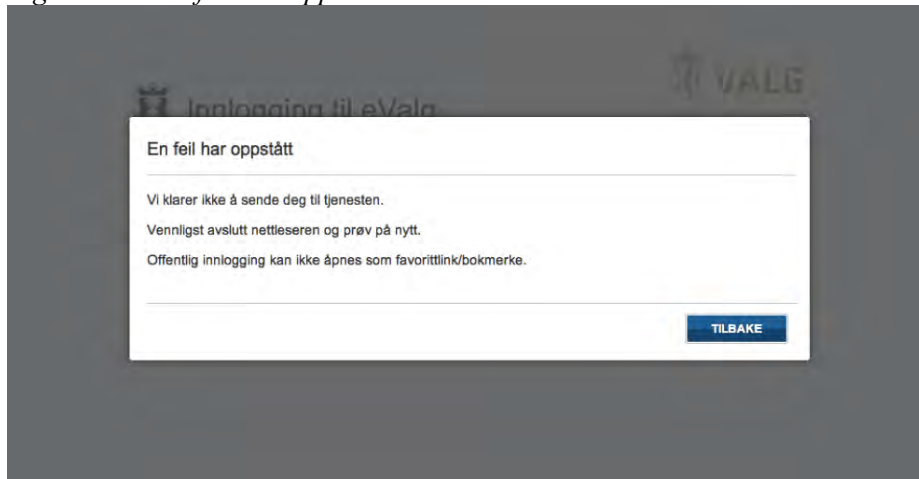 VALG
Innlogging til eValg
En feil har oppstått
Vi klarer ikke å sende deg til tjenesten.
Vennligst avslutt nettleseren og prøv på nytt.
Offentlig innlogging kan ikke åpnes som favorittlink/bokmerke.
TILBAKE